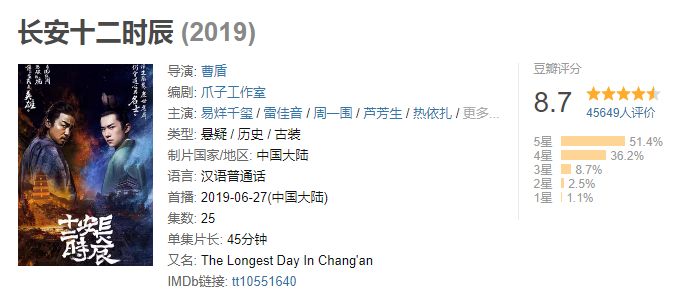 长安十二时辰 (2019)
导演: 曹盾
编剧: 爪子工作室
主演: 易烊千玺 / 雷佳音 / 周一围 / 芦芳生 / 热依扎 / 更多...
类型: 悬疑 / 历史 / 古装
制片国家/地区: 中国大陆
语言: 汉语普通话
首播: 2019-06-27(中国大陆)
集数: 25
单集片长: 45分钟
又名: The Longest Day In Chang'an
IMDb链接: tt10551640
豆瓣评分
8.7
45649人评价
5星 51.4%
4星 36.2%
3星 8.7%
2星 2.5%
1星 1.1%
长安
十二时辰